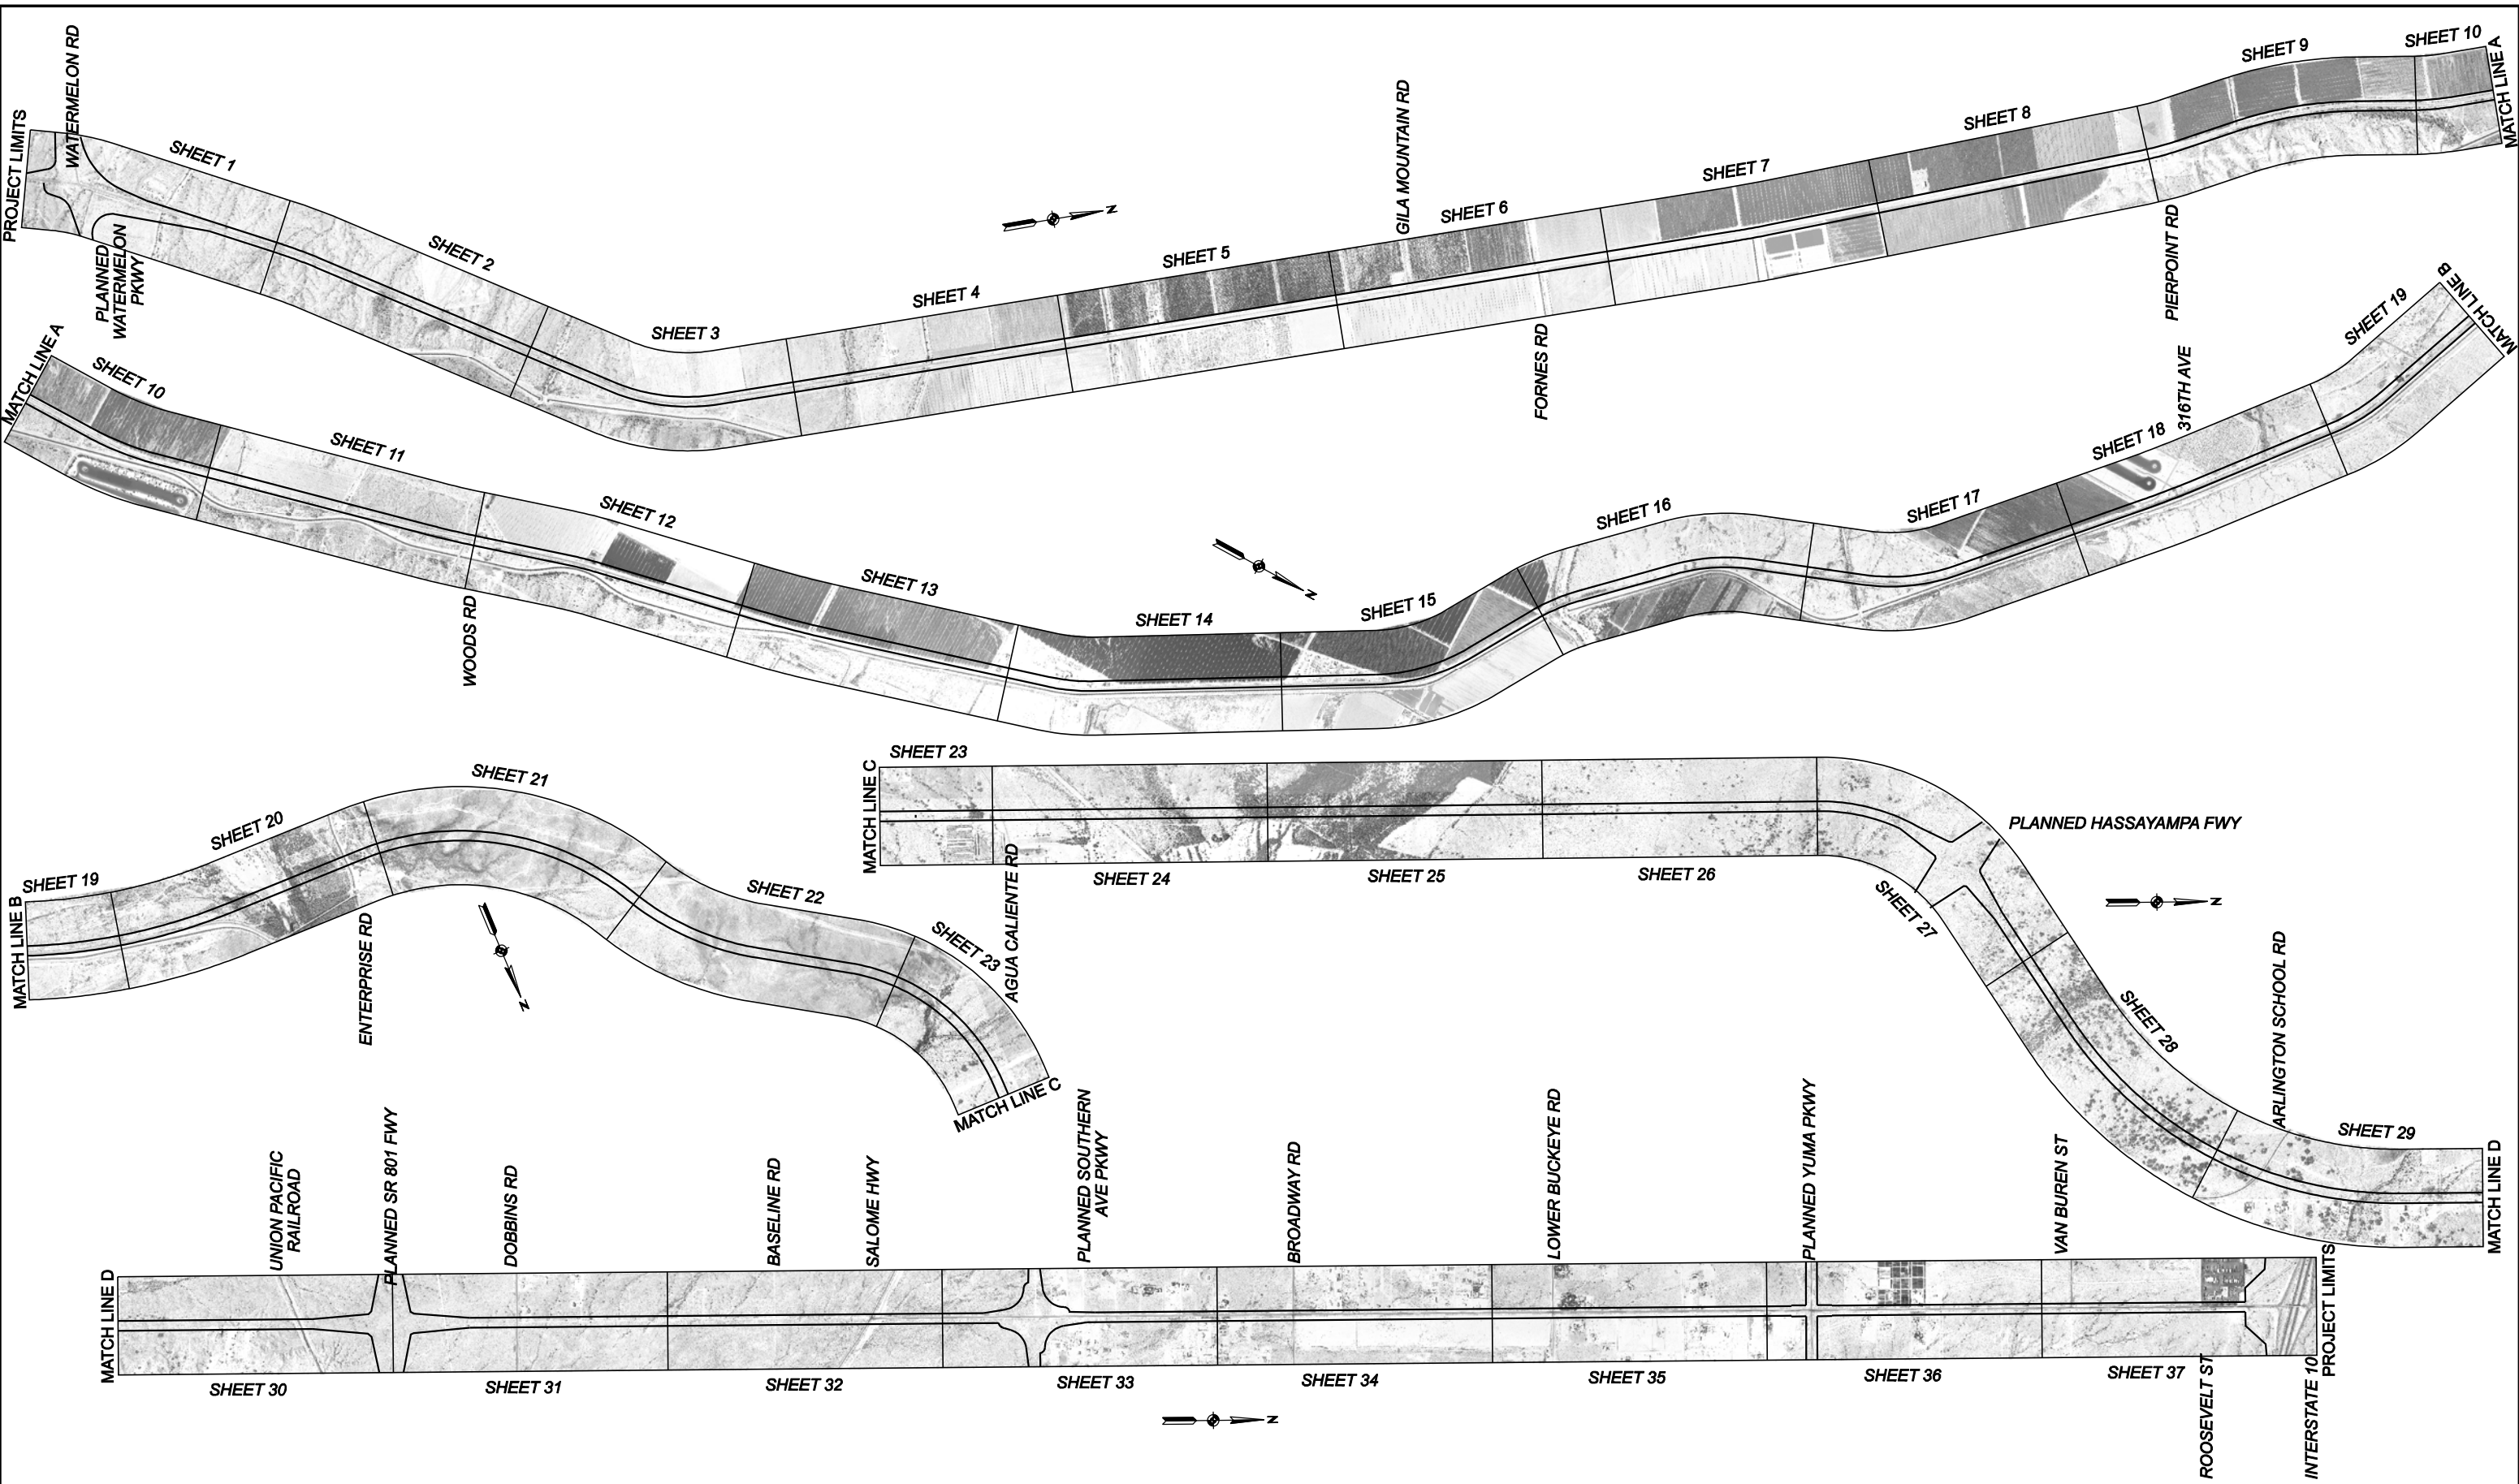 PROJECT LIMITS
WATERMELON RD
SHEET 1
PLANNED
WATERMELON
PKWY
SHEET 2
SHEET 3
SHEET 4
N
SHEET 5
GILA MOUNTAIN RD
SHEET 6
FORNES RD
SHEET 7
SHEET 8
PIERPOINT RD
SHEET 9
SHEET 10
MATCH LINE A
MATCH LINE A
SHEET 10
SHEET 11
WOODS RD
SHEET 12
SHEET 13
N
SHEET 14
SHEET 15
SHEET 16
SHEET 17
SHEET 18
316TH AVE
SHEET 19
MATCH LINE B
MATCH LINE B
SHEET 19
SHEET 20
ENTERPRISE RD
SHEET 21
N
SHEET 22
SHEET 23
MATCH LINE C
MATCH LINE C
SHEET 23
AGUA CALIENTE RD
SHEET 24
SHEET 25
SHEET 26
SHEET 27
PLANNED HASSAYAMPA FWY
N
SHEET 28
ARLINGTON SCHOOL RD
SHEET 29
MATCH LINE D
MATCH LINE D
UNION PACIFIC
RAILROAD
SHEET 30
PLANNED SR 801 FWY
DOBBINS RD
SHEET 31
BASELINE RD
SHEET 32
SALOME HWY
PLANNED SOUTHERN
AVE PKWY
SHEET 33
BROADWAY RD
SHEET 34
LOWER BUCKEYE RD
SHEET 35
PLANNED YUMA PKWY
SHEET 36
VAN BUREN ST
SHEET 37
ROOSEVELT ST
INTERSTATE 10
PROJECT LIMITS
N